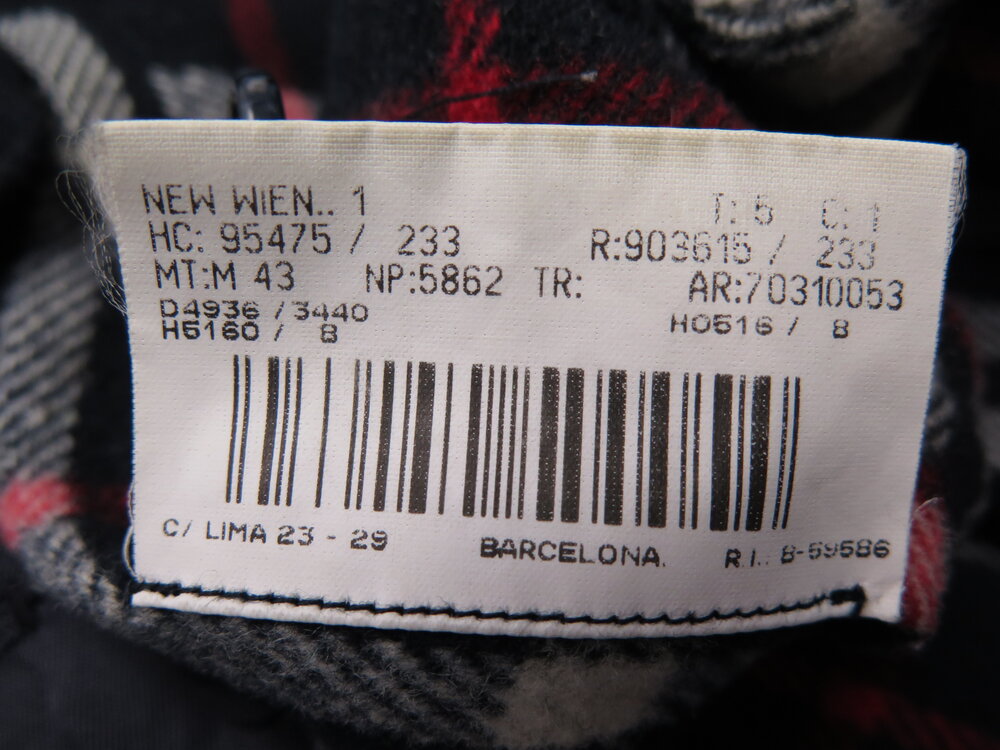 NEW WIEN.. 1 T: 5 C: 1
HC: 95475 / 233 R:903615 / 233
MT:M 43 NP:5862 TR: AR:70310053
D4936 /3440
H5160 / 8 H0516 / 8
C/ LIMA 23 - 29 BARCELONA. R.I.. 8-59586